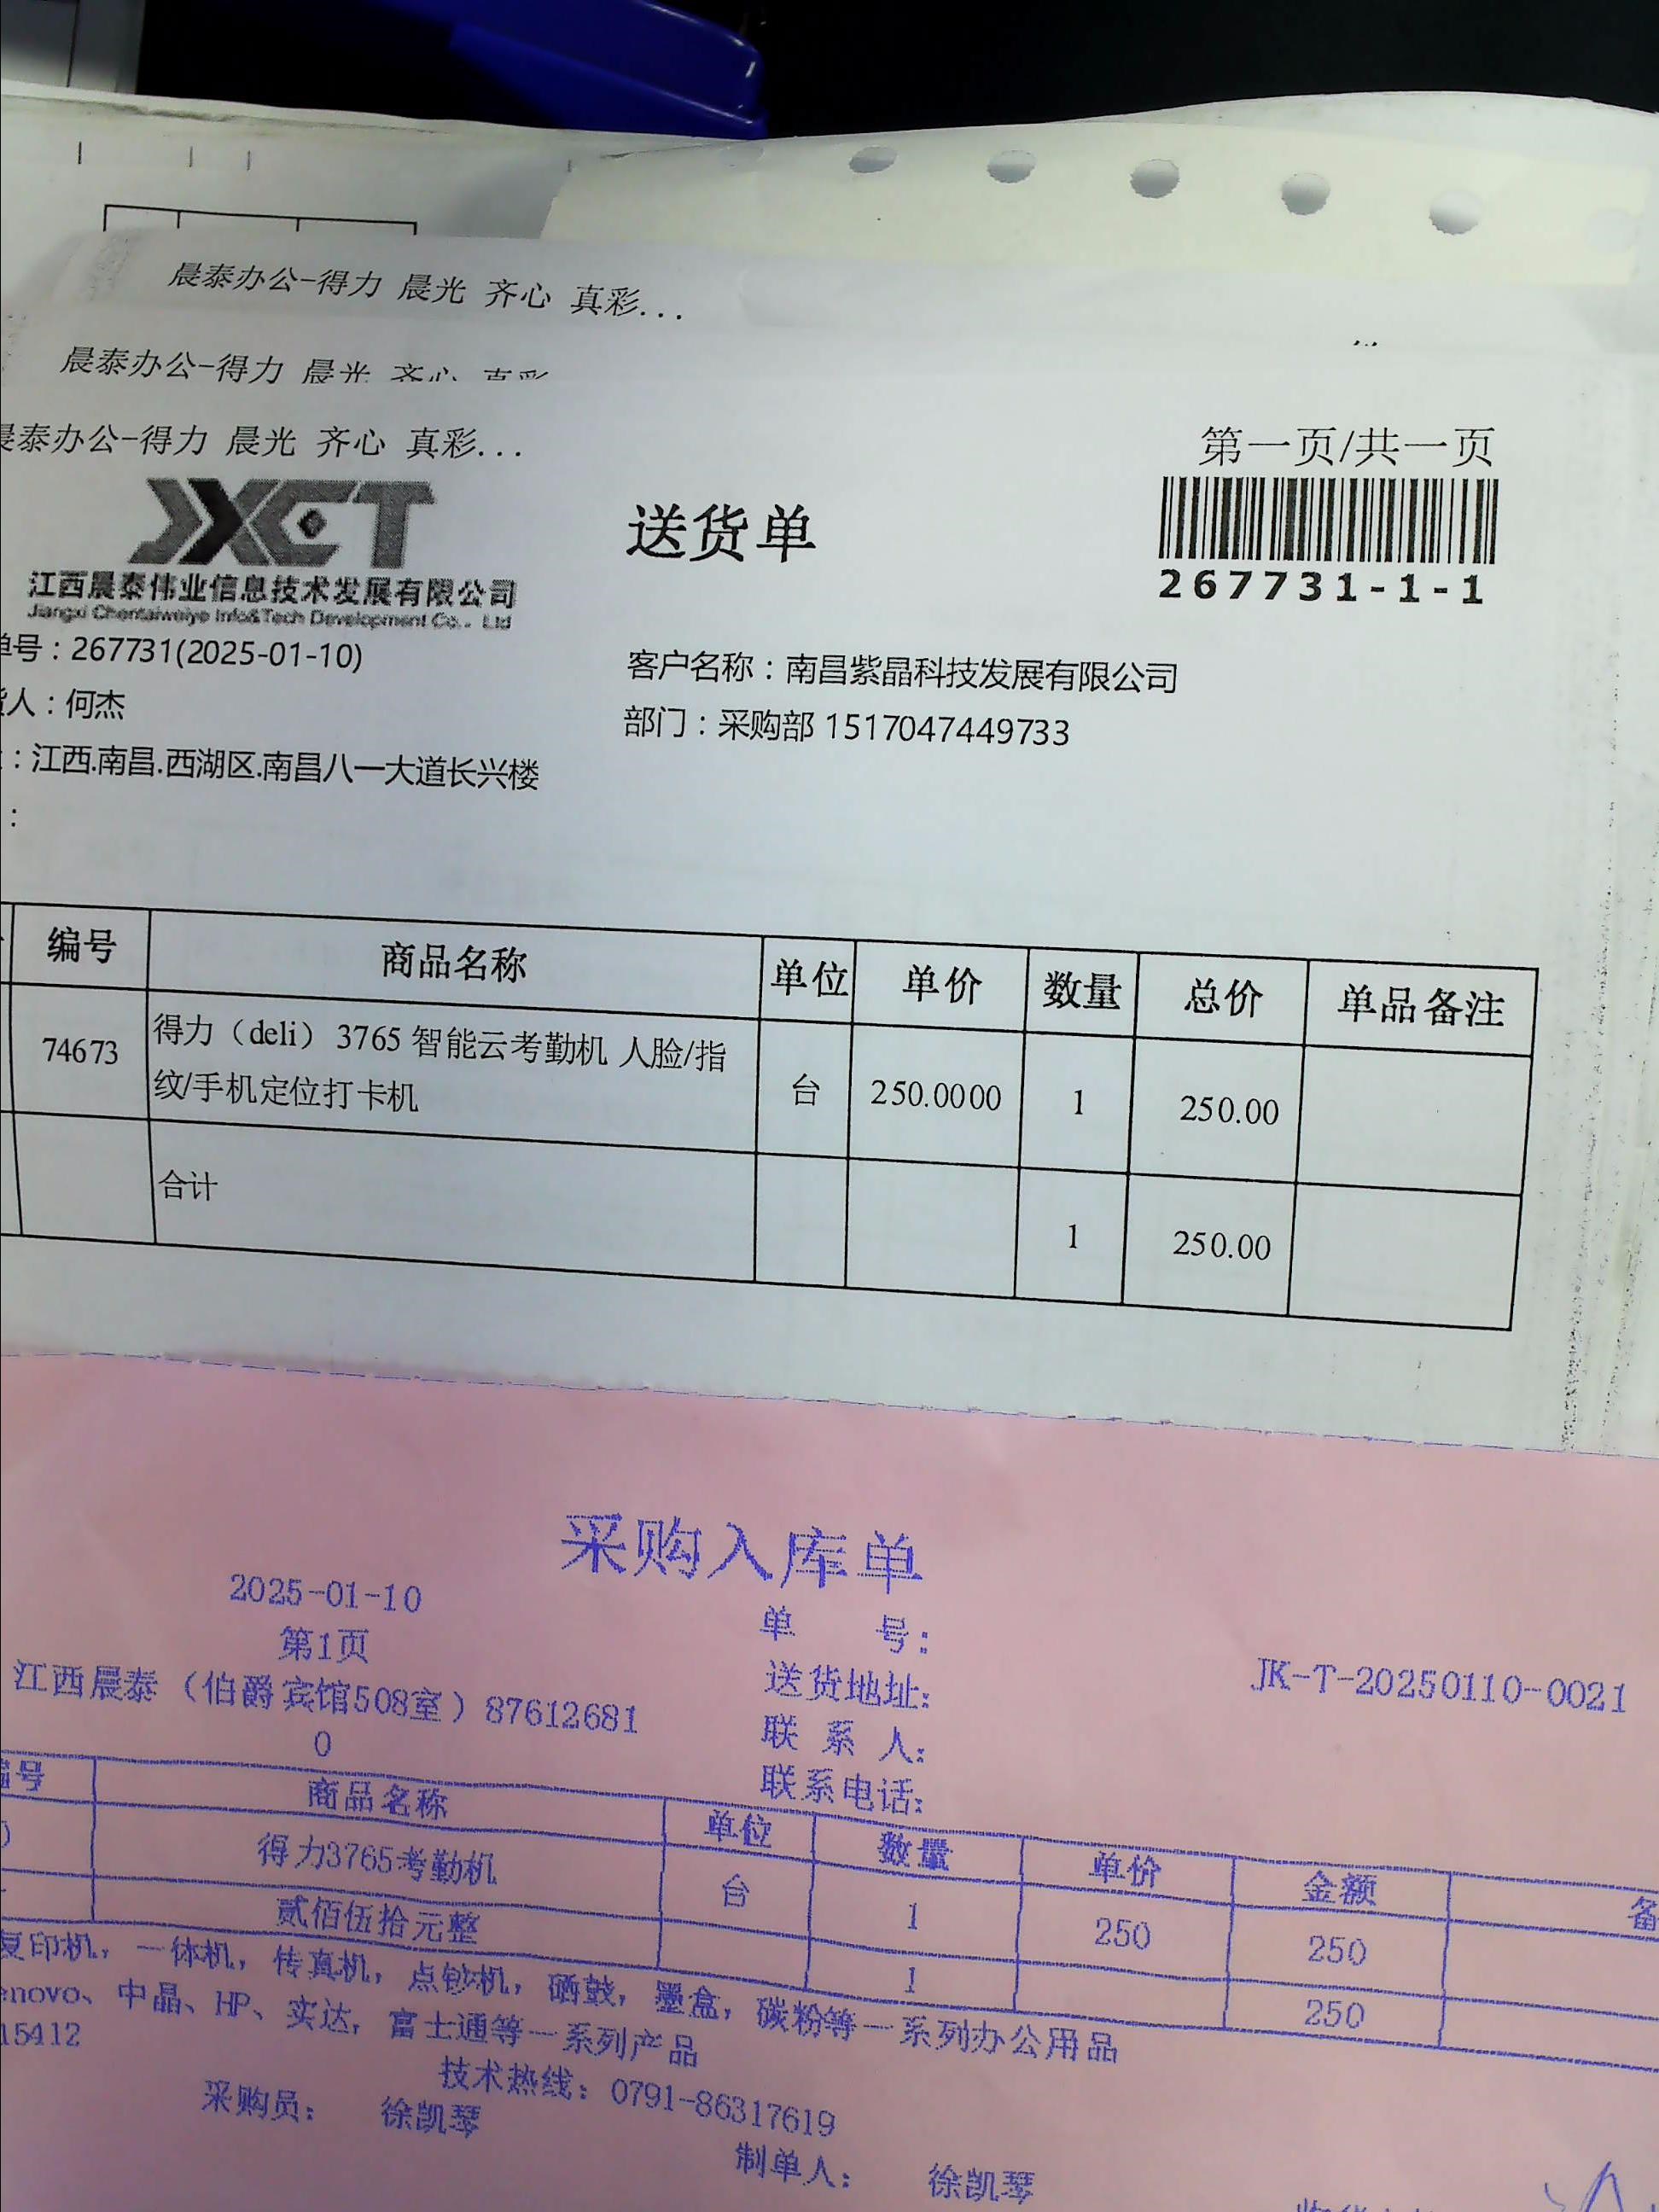 晨泰办公-得力 晨光 齐心 真彩...
晨泰办公-得力 晨光 齐心 真彩
晨泰办公-得力 晨光 齐心 真彩...
第一页/共一页
JXCT
送货单
267731-1-1
江西晨泰伟业信息技术发展有限公司
Jiangxi Chentaiweiye Info&Tech Development Co., Ltd
单号：267731(2025-01-10)
客户名称：南昌紫晶科技发展有限公司
货人：何杰
部门：采购部 1517047449733
：江西.南昌.西湖区.南昌八一大道长兴楼
：
编号 商品名称 单位 单价 数量 总价 单品备注
74673 得力（deli） 3765 智能云考勤机 人脸/指
纹/手机定位打卡机 台 250.0000 1 250.00
合计 1 250.00
采购入库单
2025-01-10
单 号：
JK-T-20250110-0021
第1页
送货地址：
江西晨泰（伯爵宾馆508室）87612681
联 系 人：
0
联系电话：
编号 商品名称 单位 数量 单价 金额 备
得力3765考勤机 台 1 250 250
贰佰伍拾元整 1 250
复印机，一体机，传真机，点钞机，硒鼓，墨盒，碳粉等一系列办公用品
enovo、中晶、HP、实达，富士通等一系列产品
15412
技术热线：0791-86317619
采购员： 徐凯琴
制单人： 徐凯琴